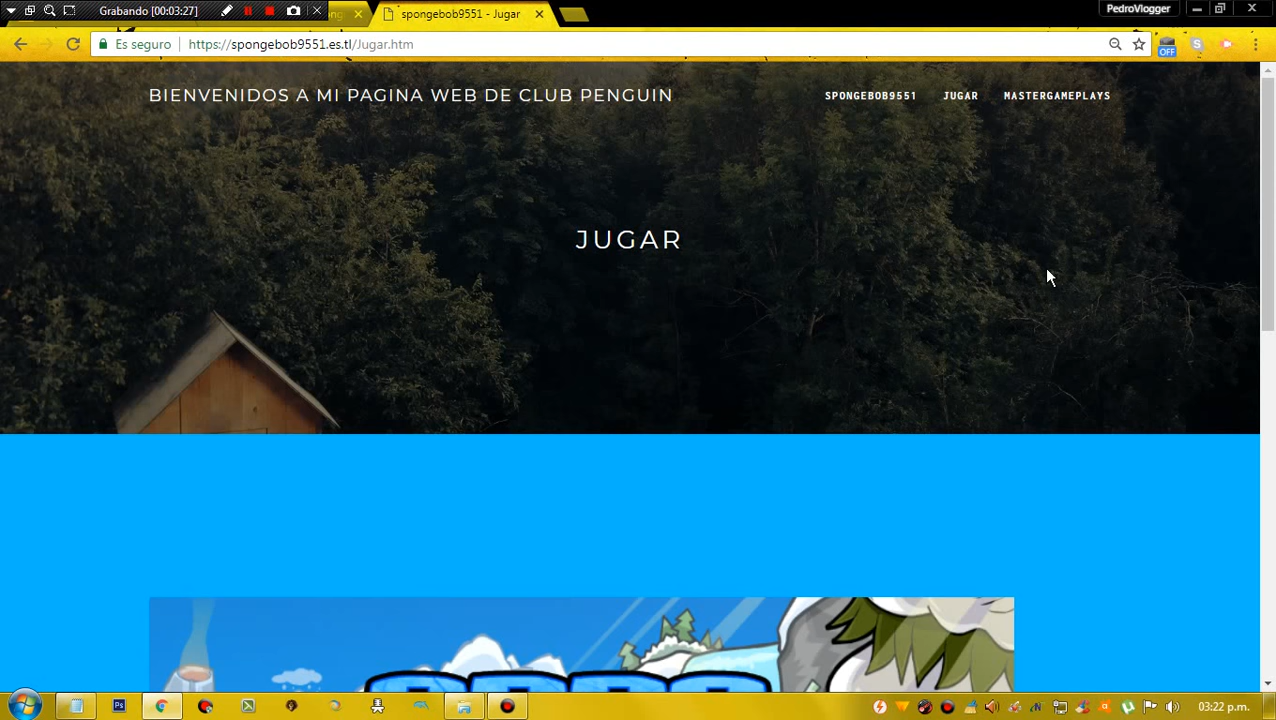 Grabando [00:03:27]
spongebob9551 - Jugar
PedroVlogger
Es seguro
https://spongebob9551.es.tl/Jugar.htm
OFF
BIENVENIDOS A MI PAGINA WEB DE CLUB PENGUIN
SPONGEBOB9551 JUGAR MASTERGAMEPLAYS
JUGAR
03:22 p.m.